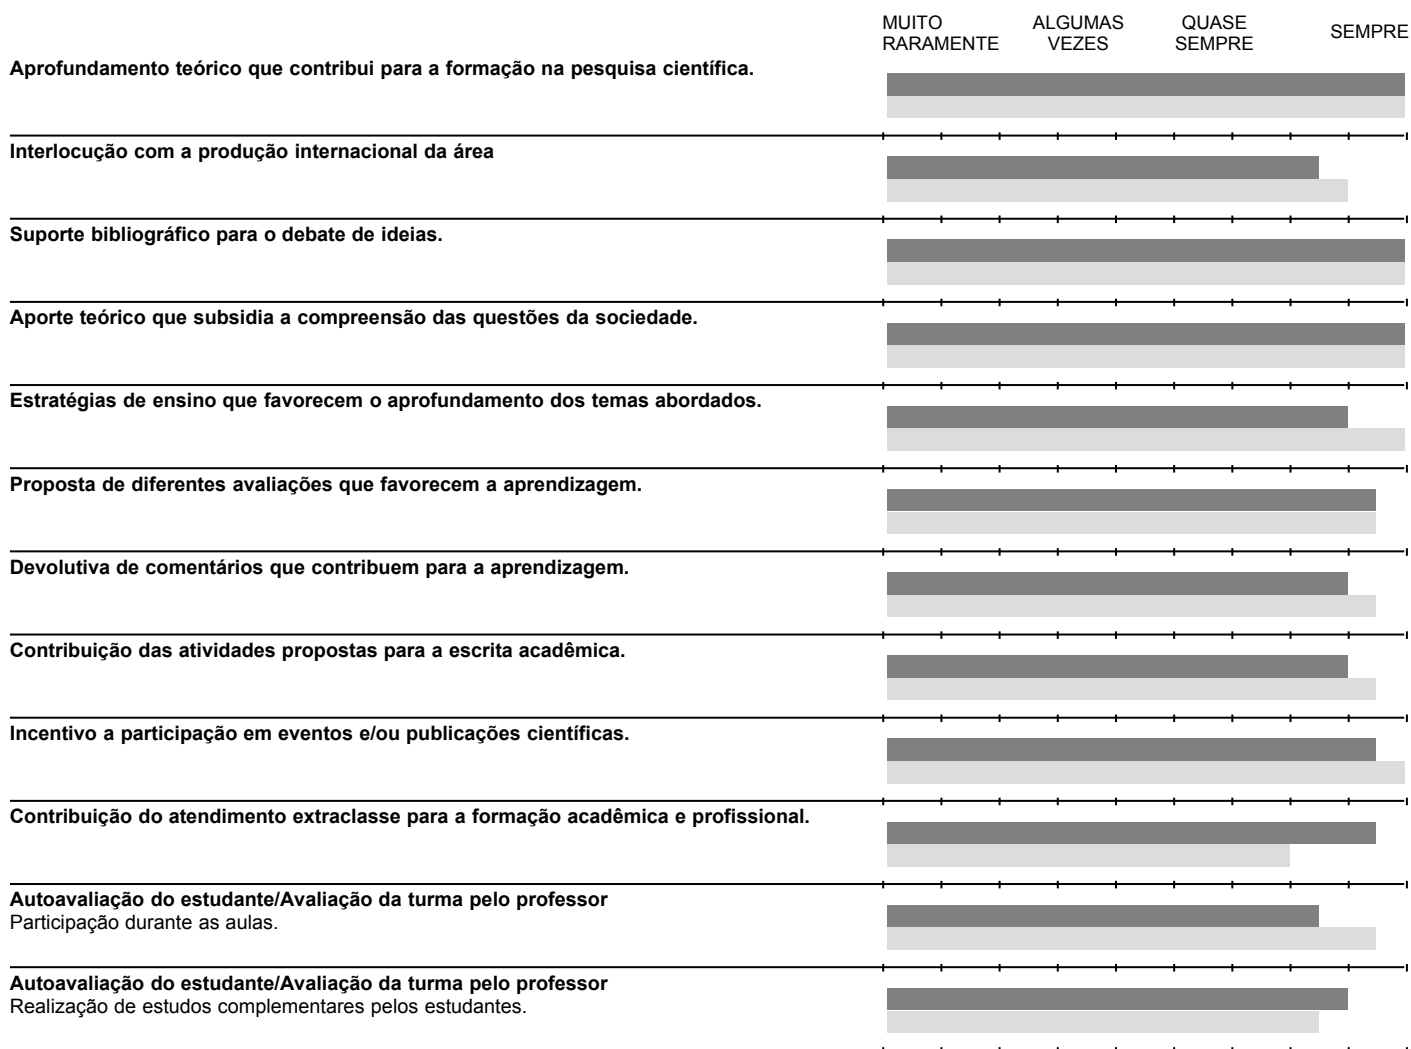 MUITO RARAMENTE
ALGUMAS VEZES
QUASE SEMPRE
SEMPRE
Aprofundamento teórico que contribui para a formação na pesquisa científica.
Interlocução com a produção internacional da área
Suporte bibliográfico para o debate de ideias.
Aporte teórico que subsidia a compreensão das questões da sociedade.
Estratégias de ensino que favorecem o aprofundamento dos temas abordados.
Proposta de diferentes avaliações que favorecem a aprendizagem.
Devolutiva de comentários que contribuem para a aprendizagem.
Contribuição das atividades propostas para a escrita acadêmica.
Incentivo a participação em eventos e/ou publicações científicas.
Contribuição do atendimento extraclasse para a formação acadêmica e profissional.
Autoavaliação do estudante/Avaliação da turma pelo professor
Participação durante as aulas.
Autoavaliação do estudante/Avaliação da turma pelo professor
Realização de estudos complementares pelos estudantes.